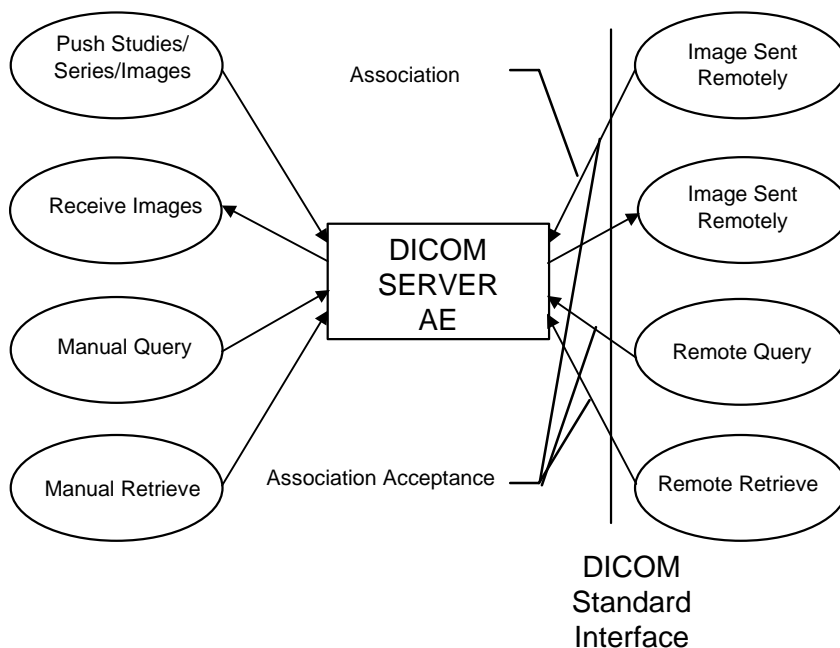 Push Studies/
Series/Images
Association
Image Sent
Remotely
Receive Images
Image Sent
Remotely
DICOM
SERVER
AE
Manual Query
Remote Query
Manual Retrieve
Association Acceptance
Remote Retrieve
DICOM
Standard
Interface